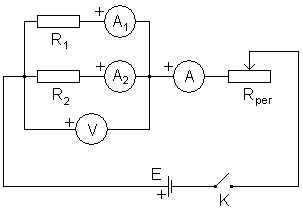 + A1
R1
+ A2 + A
R2 Rper
+ V
E
+ K